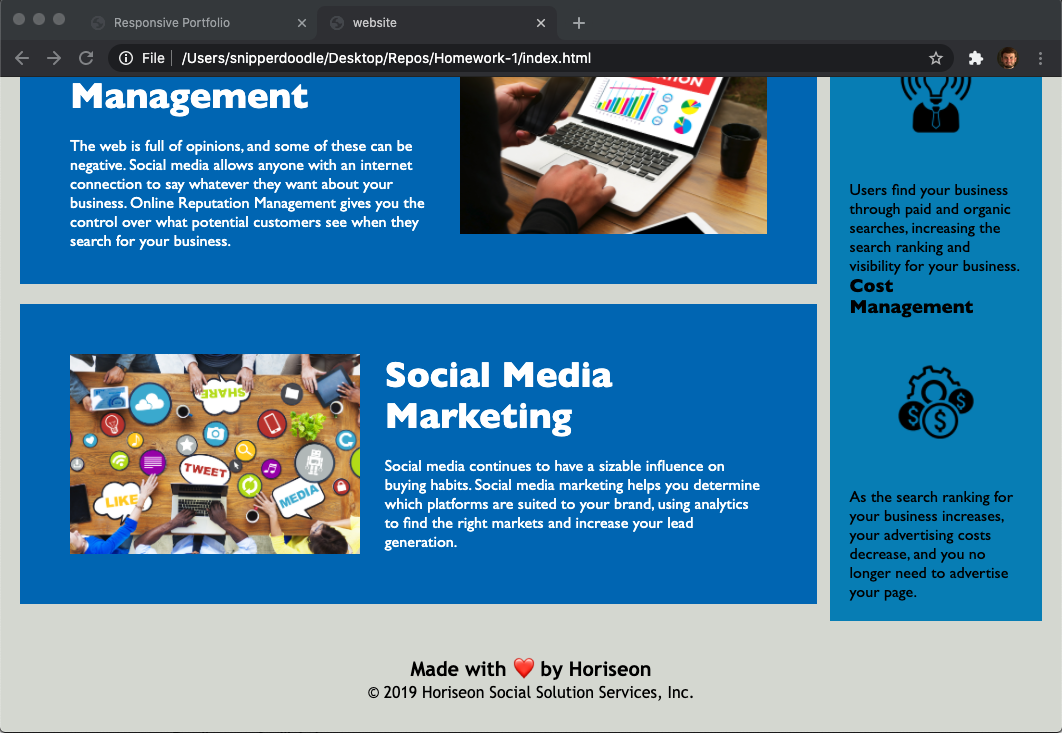 Responsive Portfolio
website
File
/Users/snipperdoodle/Desktop/Repos/Homework-1/index.html
Management
The web is full of opinions, and some of these can be
negative. Social media allows anyone with an internet
connection to say whatever they want about your
business. Online Reputation Management gives you the
control over what potential customers see when they
search for your business.
Social Media
Marketing
Social media continues to have a sizable influence on
buying habits. Social media marketing helps you determine
which platforms are suited to your brand, using analytics
to find the right markets and increase your lead
generation.
SHARE
TWEET
LIKE
MEDIA
Users find your business
through paid and organic
searches, increasing the
search ranking and
visibility for your business.
Cost
Management
As the search ranking for
your business increases,
your advertising costs
decrease, and you no
longer need to advertise
your page.
Made with ❤️ by Horiseon
© 2019 Horiseon Social Solution Services, Inc.